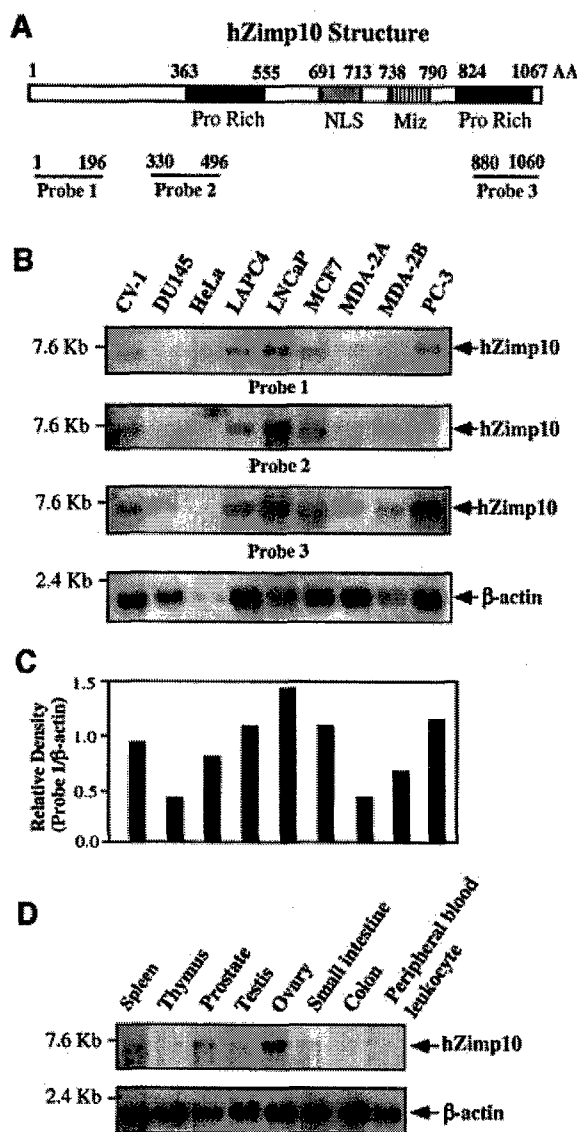 A
hZimp10 Structure
1 363 555 691 713 738 790 824 1067 AA
Pro Rich NLS Miz Pro Rich
1 196 330 496 880 1060
Probe 1 Probe 2 Probe 3
B
CV-1 DU145 HeLa LAPC4 LNCaP MCF7 MDA-2A MDA-2B PC-3
7.6 Kb hZimp10
Probe 1
7.6 Kb hZimp10
Probe 2
7.6 Kb hZimp10
Probe 3
2.4 Kb β-actin
C
Relative Density
(Probe 1/β-actin)
1.5
1.0
0.5
0.0
D
Spleen Thymus Prostate Testis Ovary Small intestine Colon Peripheral blood
leukocyte
7.6 Kb hZimp10
2.4 Kb β-actin